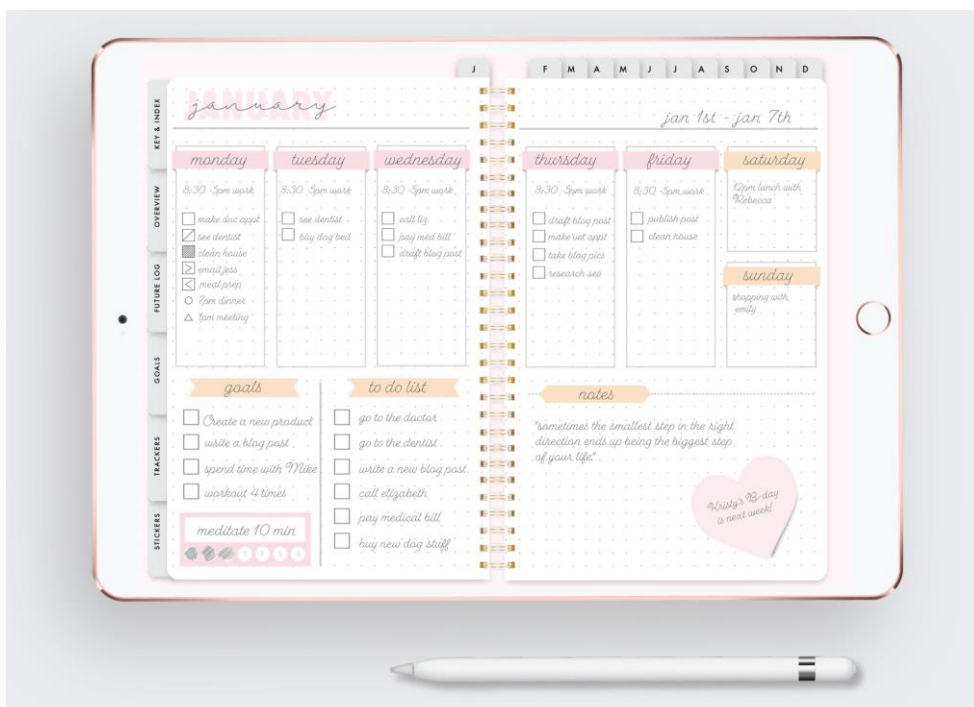 J
F M A M J J A S O N D
KEY & INDEX
OVERVIEW
FUTURE LOG
GOALS
TRACKERS
STICKERS
JANUARY
january
jan 1st - jan 7th
monday
8:30 -5pm work
make doc appt
see dentist
clean house
email jess
meal prep
7pm dinner
1pm meeting
tuesday
8:30 -5pm work
see dentist
buy dog bed
wednesday
8:30 -5pm work
call liz
pay med bill
draft blog post
thursday
8:30 -5pm work
draft blog post
make vet appt
take blog pics
research seo
friday
8:30 -5pm work
publish post
clean house
saturday
12pm lunch with
Rebecca
sunday
shopping with
emily
goals
Create a new product
write a blog post
spend time with Mike
workout 4 times
meditate 10 min
T F S S
to do list
go to the doctor
go to the dentist
write a new blog post
call elizabeth
pay medical bill
buy new dog stuff
notes
"sometimes the smallest step in the right
direction ends up being the biggest step
of your life."
Kristy's B-day
is next week!